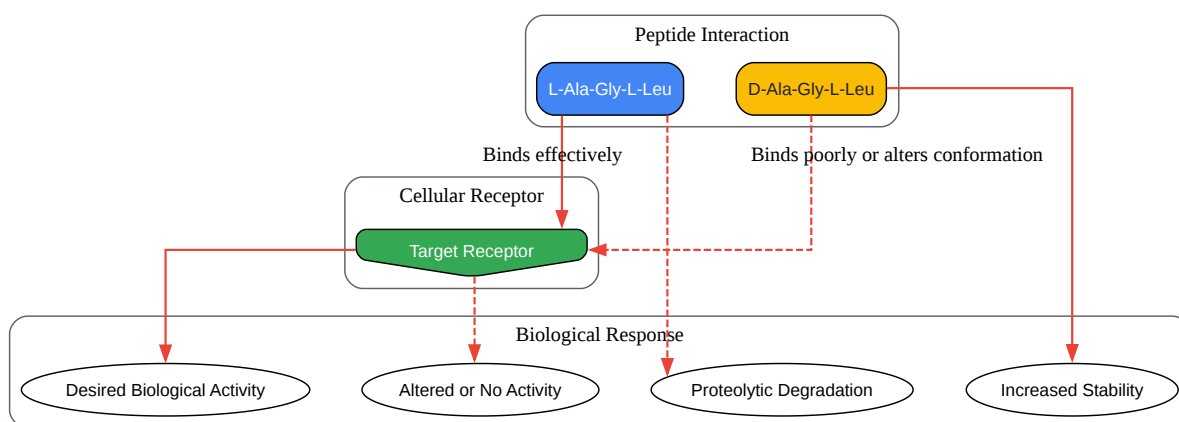 Peptide Interaction
L-Ala-Gly-L-Leu
D-Ala-Gly-L-Leu
Binds effectively
Binds poorly or alters conformation
Cellular Receptor
Target Receptor
Biological Response
Desired Biological Activity
Altered or No Activity
Proteolytic Degradation
Increased Stability